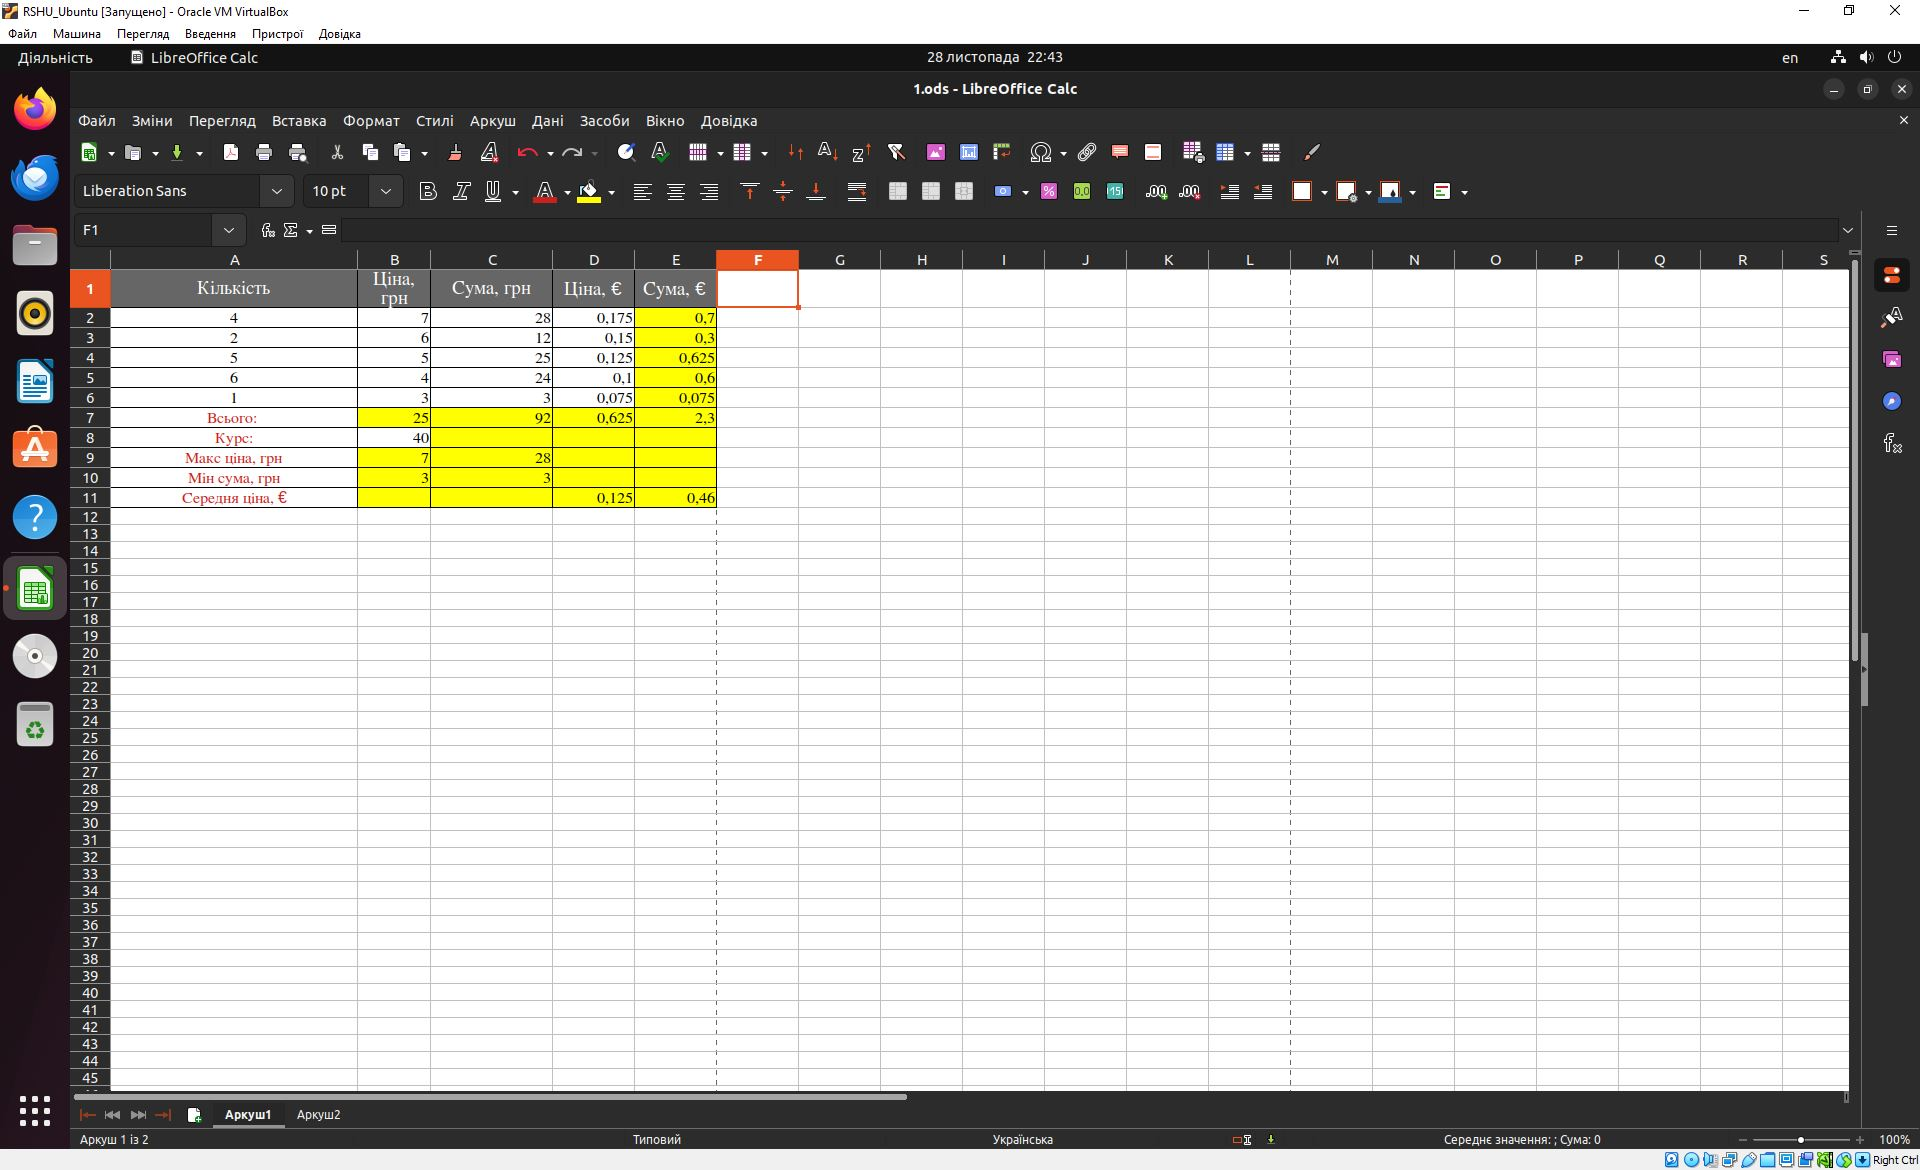 RSHU_Ubuntu [Запущено] - Oracle VM VirtualBox
Файл Машина Перегляд Введення Пристрої Довідка
Діяльність LibreOffice Calc 28 листопада 22:43 en
1.ods - LibreOffice Calc
Файл Зміни Перегляд Вставка Формат Стилі Аркуш Дані Засоби Вікно Довідка
Liberation Sans 10 pt
F1
A B C D E F G H I J K L M N O P Q R S
1 Кількість Ціна, грн Сума, грн Ціна, € Сума, €
2 4 7 28 0,175 0,7
3 2 6 12 0,15 0,3
4 5 5 25 0,125 0,625
5 6 4 24 0,1 0,6
6 1 3 3 0,075 0,075
7 Всього: 25 92 0,625 2,3
8 Курс: 40
9 Макс ціна, грн 7 28
10 Мін сума, грн 3 3
11 Середня ціна, € 0,125 0,46
12
13
14
15
16
17
18
19
20
21
22
23
24
25
26
27
28
29
30
31
32
33
34
35
36
37
38
39
40
41
42
43
44
45
Аркуш1 Аркуш2
Аркуш 1 із 2 Типовий Українська Середнє значення: ; Сума: 0 100%
Right Ctrl